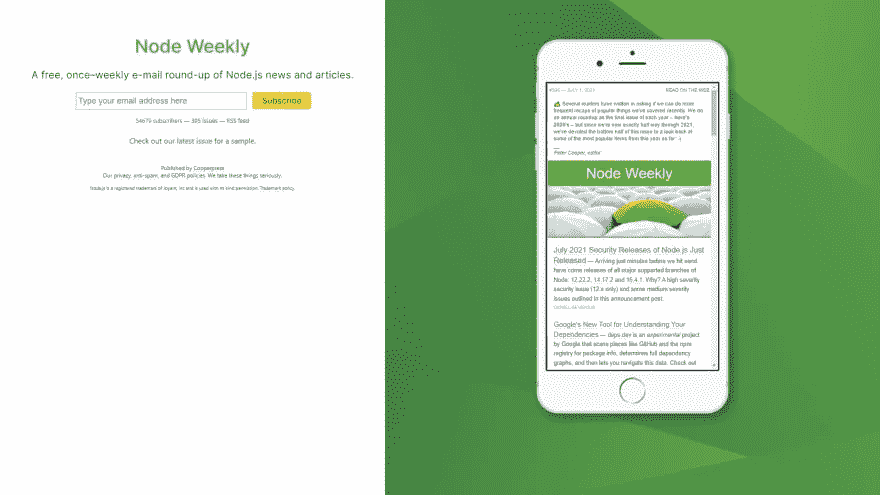 Node Weekly
A free, once–weekly e-mail round-up of Node.js news and articles.
Type your email address here
Subscribe
54679 subscribers — 395 issues — RSS feed
Check out our latest issue for a sample.
Published by Cooperpress
Our privacy, anti-spam, and GDPR policies. We take these things seriously.
Node.js is a registered trademark of Joyent, Inc and is used with its kind permission. Trademark policy
— July 1, 2021
READ ON THE WEB
Several readers have written in asking if we can do more
frequent recaps of popular things we've covered recently. We do
an annual roundup as the first issue of each year – here's
2020's – but since we're now exactly half way through 2021,
we've devoted the bottom half of this issue to a look back at
some of the most popular items from this year so far :-)
—
Peter Cooper, editor
Node Weekly
July 2021 Security Releases of Node.js Just
Released — Arriving just minutes before we hit send
have come releases of all major supported branches of
Node: 12.22.2, 14.17.2 and 16.4.1. Why? A high severity
security issue (12.x only) and some medium severity
issues outlined in this announcement post.
Google's New Tool for Understanding Your
Dependencies — deps.dev is an experimental project
by Google that scans places like GitHub and the npm
registry for package info, determines full dependency
graphs, and then lets you navigate this data. Check out